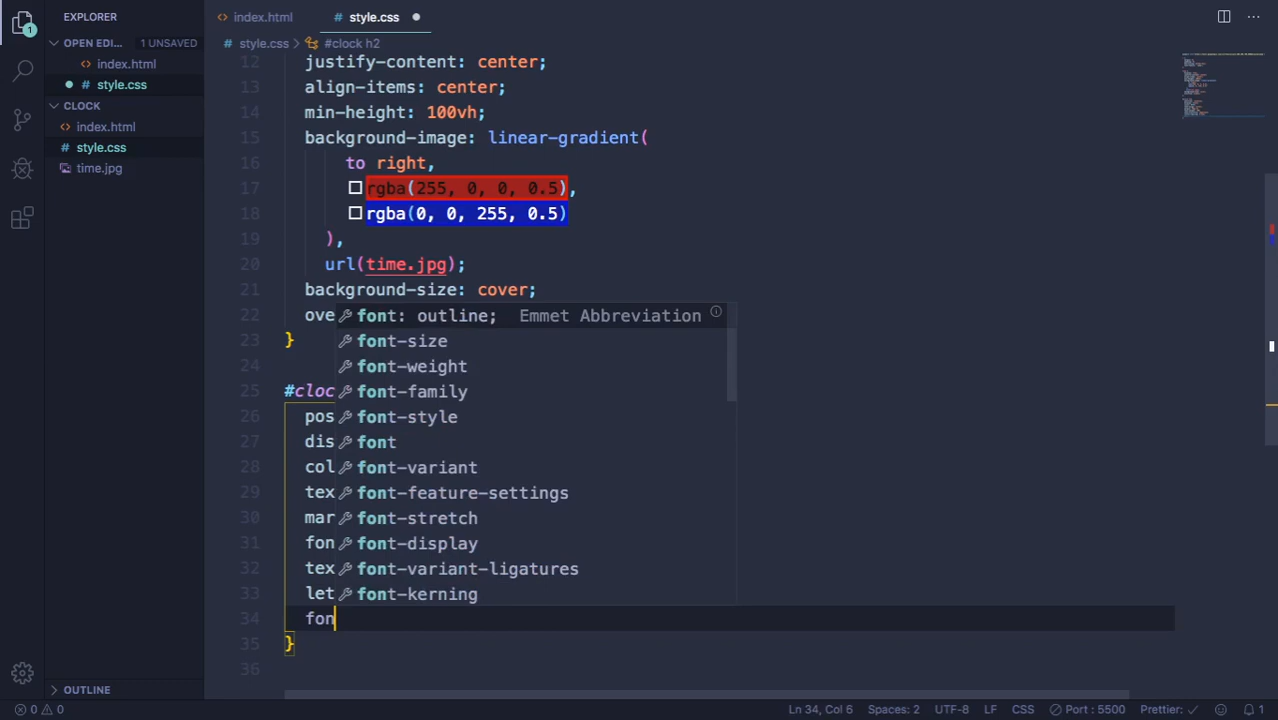 1
EXPLORER
index.html
# style.css
OPEN EDI...
1 UNSAVED
index.html
# style.css
CLOCK
index.html
# style.css
time.jpg
# style.css > #clock h2
12 justify-content: center;
13 align-items: center;
14 min-height: 100vh;
15 background-image: linear-gradient(
16 to right,
17 rgba(255, 0, 0, 0.5),
18 rgba(0, 0, 255, 0.5)
19 ),
20 url(time.jpg);
21 background-size: cover;
22 ove
font: outline; Emmet Abbreviation
23 }
font-size
24
font-weight
25 #cloc
font-family
26 pos
font-style
27 dis
font
28 col
font-variant
29 tex
font-feature-settings
30 mar
font-stretch
31 fon
font-display
32 tex
font-variant-ligatures
33 let
font-kerning
34 fon
35 }
36
OUTLINE
0 0
Ln 34, Col 6
Spaces: 2
UTF-8
LF
CSS
Port : 5500
Prettier: ✓
1